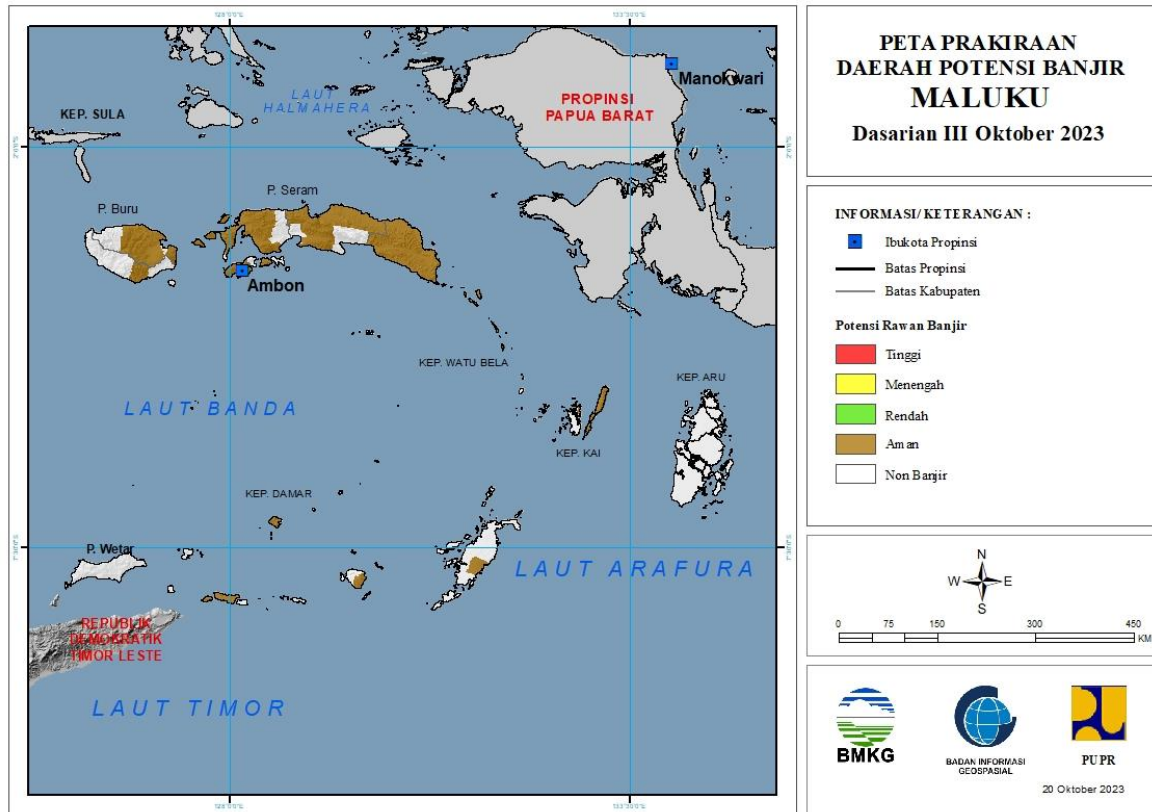 PETA PRAKIRAAN
DAERAH POTENSI BANJIR
MALUKU
Dasarian III Oktober 2023
INFORMASI/ KETERANGAN :
Ibukota Propinsi
Batas Propinsi
Batas Kabupaten
Potensi Rawan Banjir
Tinggi
Menengah
Rendah
Aman
Non Banjir
N
W
E
S
0 75 150 300 450
KM
BMKG
BADAN INFORMASI
GEOSPASIAL
PUPR
20 Oktober 2023
Manokwari
LAUT
HALMAHERA
PROPINSI
PAPUA BARAT
KEP. SULA
P. Seram
P. Buru
Ambon
KEP. WATU BELA
KEP. ARU
LAUT BANDA
KEP. KAI
KEP. DAMAR
P. Wetar
LAUT ARAFURA
REPUBLIK
DEMOKRATIK
TIMOR LESTE
LAUT TIMOR